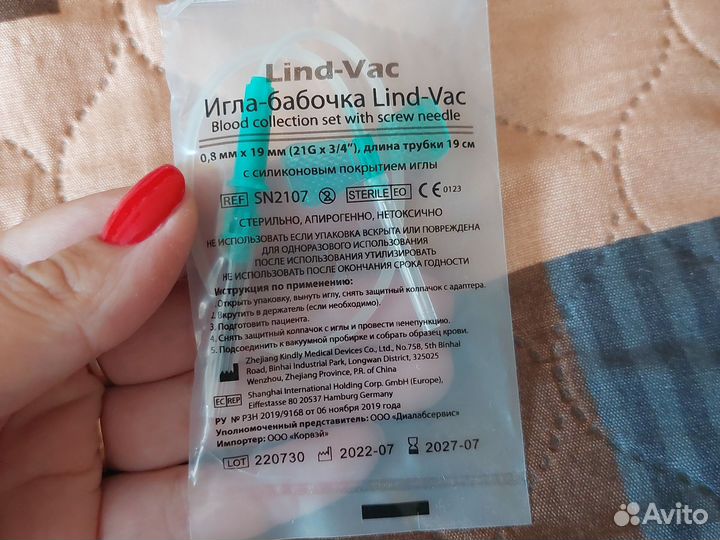 Lind-Vac
Игла-бабочка Lind-Vac
Blood collection set with screw needle
0,8 мм x 19 мм (21G x 3/4"), длина трубки 19 см
с силиконовым покрытием иглы
REF SN2107 2 STERILE EO CE 0123
СТЕРИЛЬНО, АПИРОГЕННО, НЕТОКСИЧНО
НЕ ИСПОЛЬЗОВАТЬ ЕСЛИ УПАКОВКА ВСКРЫТА ИЛИ ПОВРЕЖДЕНА
ДЛЯ ОДНОРАЗОВОГО ИСПОЛЬЗОВАНИЯ
ПОСЛЕ ИСПОЛЬЗОВАНИЯ УТИЛИЗИРОВАТЬ
НЕ ИСПОЛЬЗОВАТЬ ПОСЛЕ ОКОНЧАНИЯ СРОКА ГОДНОСТИ
Инструкция по применению:
1. Открыть упаковку, вынуть иглу, снять защитный колпачок с адаптера.
2. Вкрутить в держатель (если необходимо).
3. Подготовить пациента.
4. Снять защитный колпачок с иглы и провести венепункцию.
5. Подсоединить к вакуумной пробирке и собрать образец крови.
Zhejiang Kindly Medical Devices Co., Ltd., No.758, 5th Binhai
Road, Binhai Industrial Park, Longwan District, 325025
Wenzhou, Zhejiang Province, P.R. of China
EC REP Shanghai International Holding Corp. GmbH (Europe),
Eiffestasse 80 20537 Hamburg Germany
РУ № РЗН 2019/9168 от 06 ноября 2019 года
Уполномоченный представитель: ООО «Диалабсервис»
Импортер: ООО «Корвэй»
LOT 220730 2022-07 2027-07
Avito